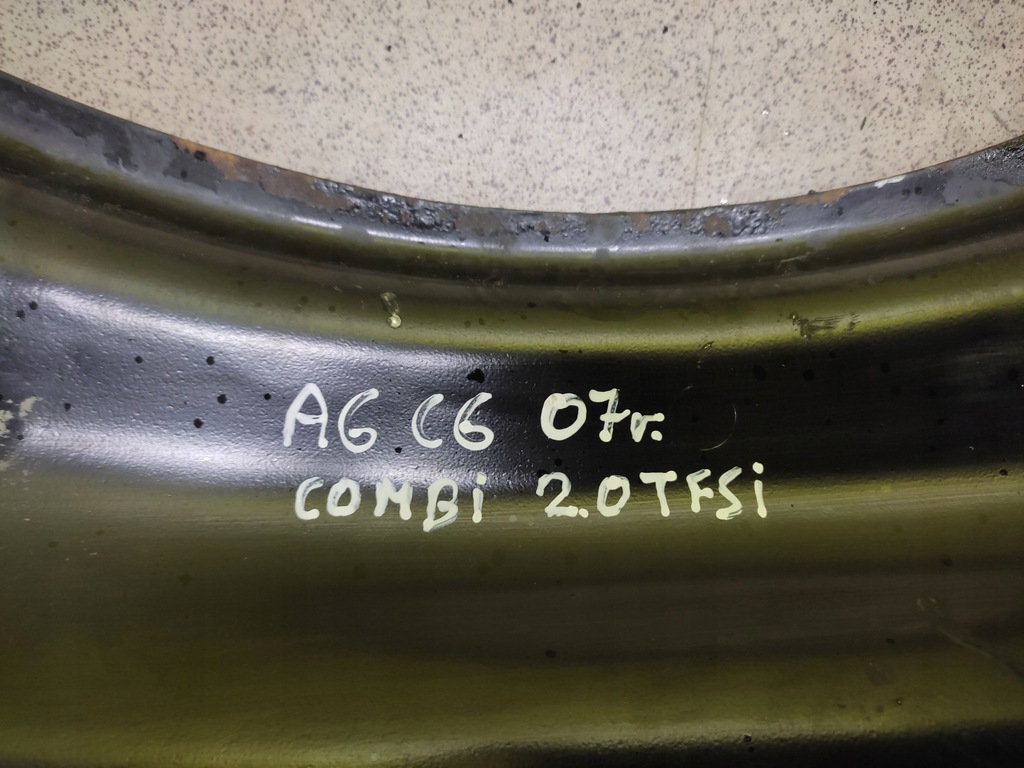 A6 C6 07r.
COMBi 2.0TFSi